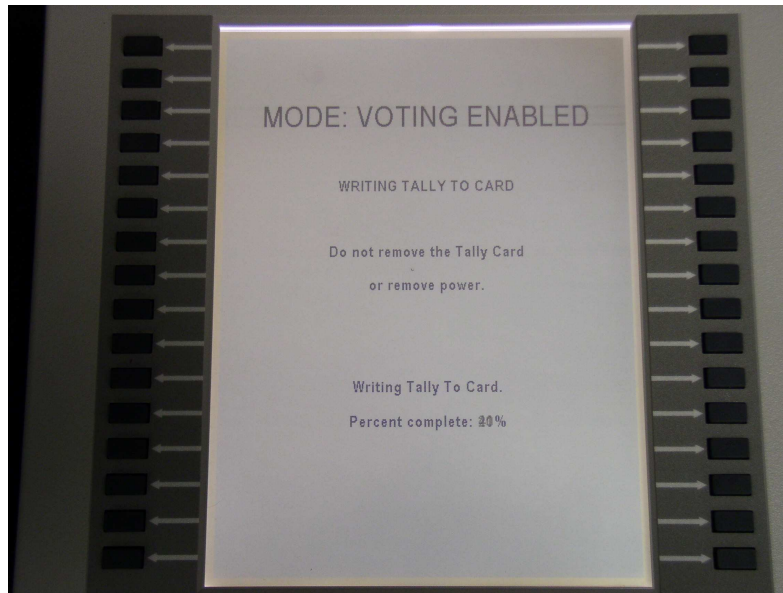 MODE: VOTING ENABLED
WRITING TALLY TO CARD
Do not remove the Tally Card
or remove power.
Writing Tally To Card.
Percent complete: